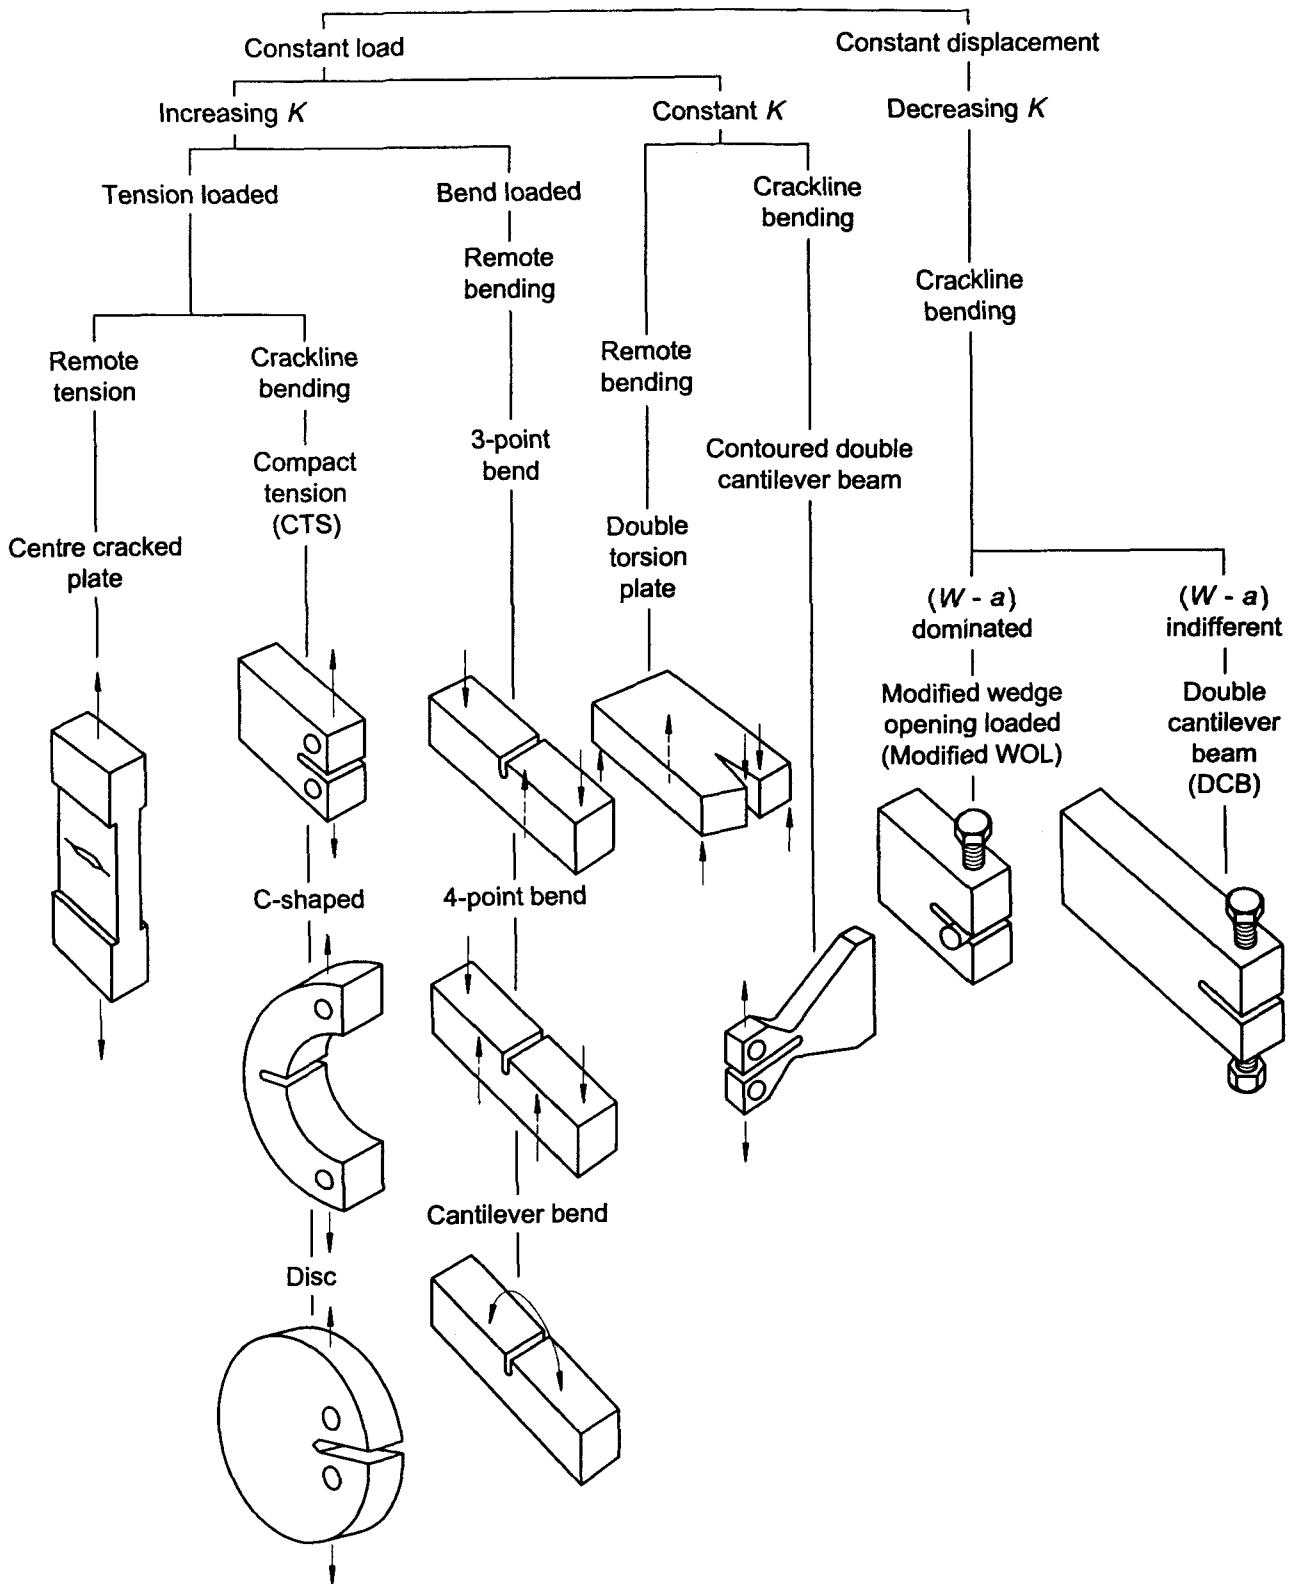 Constant load
Constant displacement
Increasing K
Constant K
Decreasing K
Tension loaded
Bend loaded
Crackline
bending
Remote
bending
Crackline
bending
Remote
tension
Crackline
bending
Remote
bending
3-point
bend
Contoured double
cantilever beam
Compact
tension
(CTS)
Double
torsion
plate
Centre cracked
plate
(W - a)
dominated
(W - a)
indifferent
Modified wedge
opening loaded
(Modified WOL)
Double
cantilever
beam
(DCB)
C-shaped
4-point bend
Cantilever bend
Disc